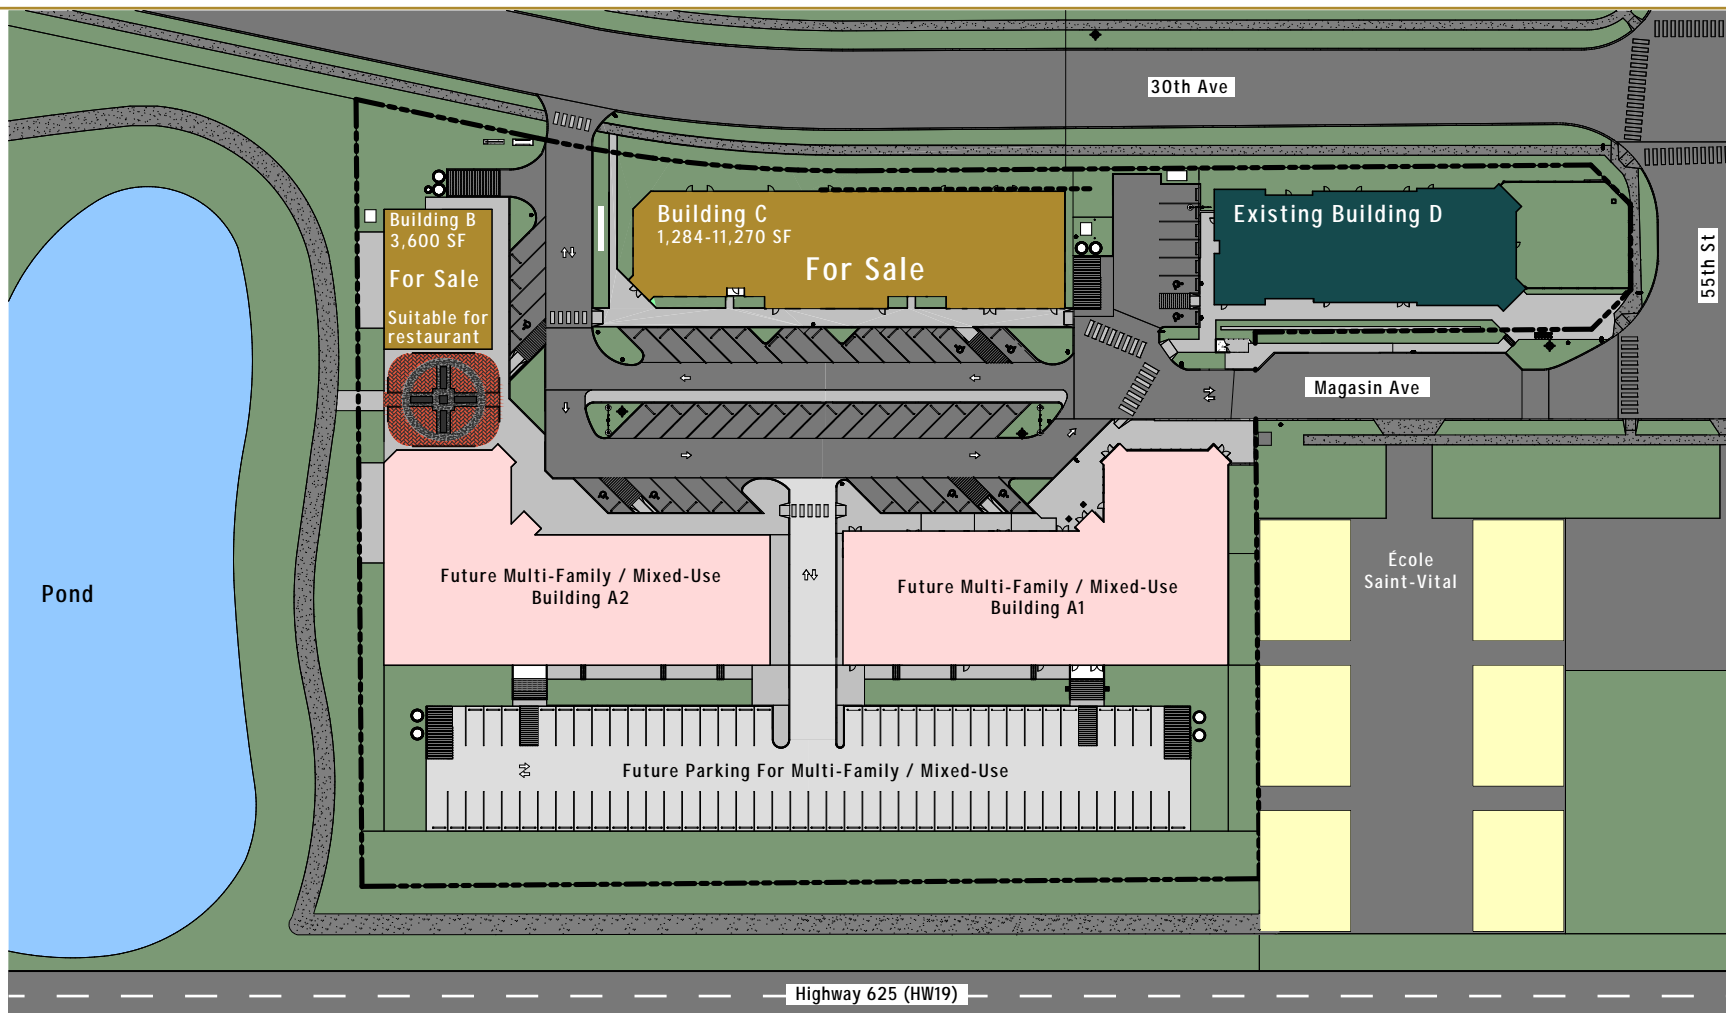 30th Ave
Building B
3,600 SF
For Sale
Suitable for
restaurant
Building C
1,284-11,270 SF
For Sale
Existing Building D
55th St
Magasin Ave
Pond
Future Multi-Family / Mixed-Use
Building A2
Future Multi-Family / Mixed-Use
Building A1
École
Saint-Vital
Future Parking For Multi-Family / Mixed-Use
Highway 625 (HW19)